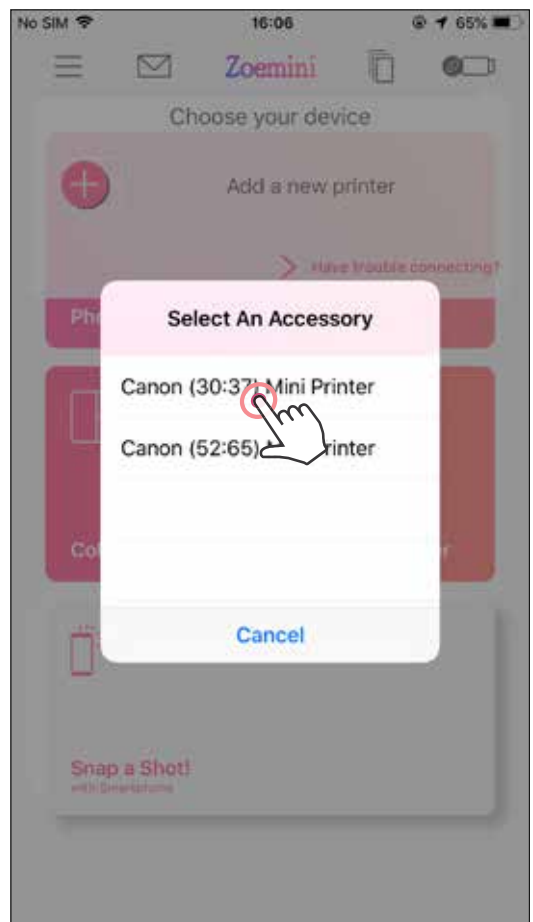 No SIM 16:06 65%
Zoemini
Choose your device
Add a new printer
Have trouble connecting?
Select An Accessory
Canon (30:37) Mini Printer
Canon (52:65) rinter
Cancel
Snap a Shot!
with Smartphone